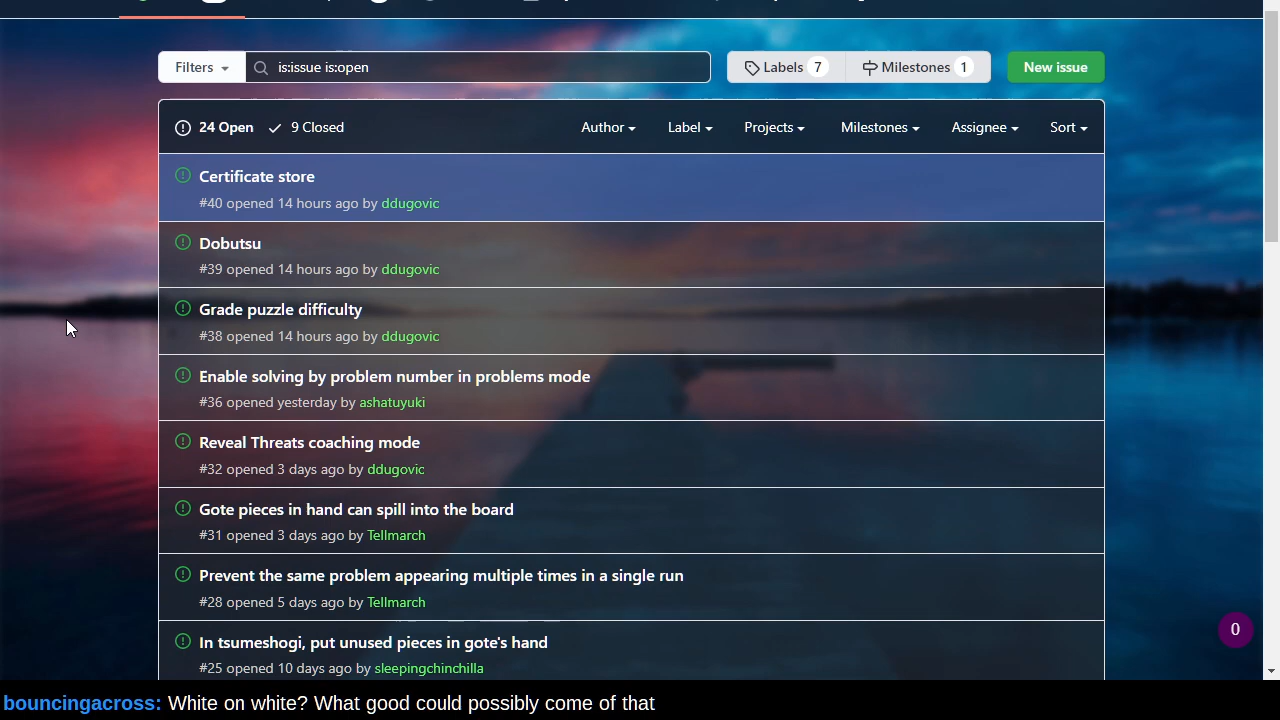 Filters is:issue is:open Labels 7 Milestones 1 New issue
24 Open 9 Closed Author Label Projects Milestones Assignee Sort
Certificate store
#40 opened 14 hours ago by ddugovic
Dobutsu
#39 opened 14 hours ago by ddugovic
Grade puzzle difficulty
#38 opened 14 hours ago by ddugovic
Enable solving by problem number in problems mode
#36 opened yesterday by ashatuyuki
Reveal Threats coaching mode
#32 opened 3 days ago by ddugovic
Gote pieces in hand can spill into the board
#31 opened 3 days ago by Tellmarch
Prevent the same problem appearing multiple times in a single run
#28 opened 5 days ago by Tellmarch
In tsumeshogi, put unused pieces in gote's hand
#25 opened 10 days ago by sleepingchinchilla
0
bouncingacross: White on white? What good could possibly come of that